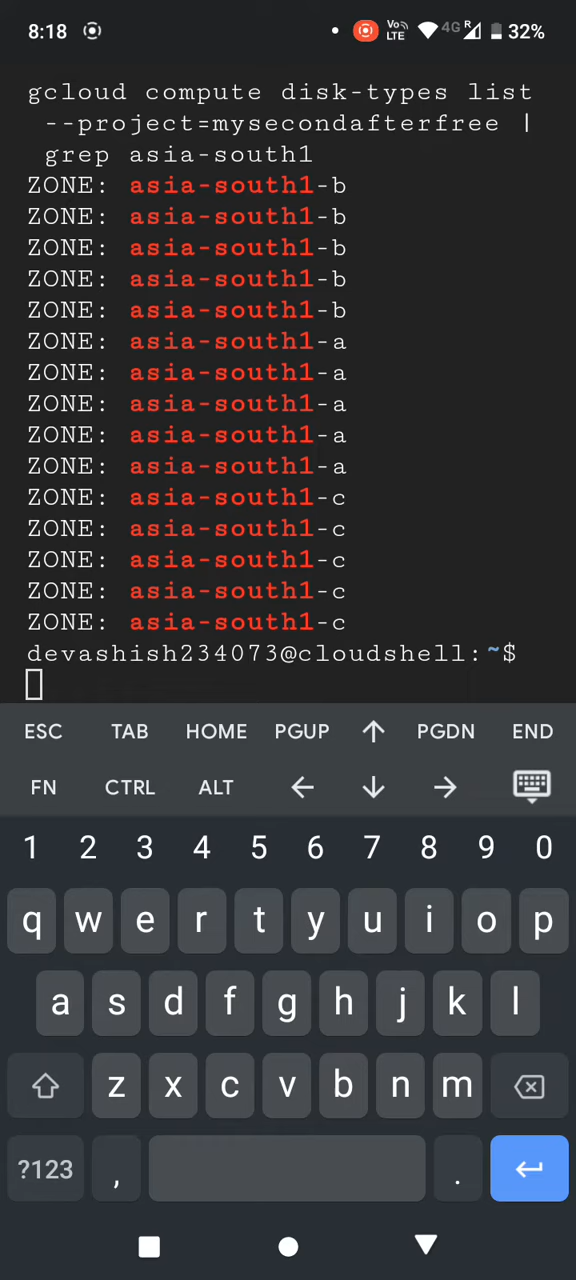 8:18 Vo LTE 4G R 32%
gcloud compute disk-types list
--project=mysecondafterfree |
grep asia-south1
ZONE: asia-south1-b
ZONE: asia-south1-b
ZONE: asia-south1-b
ZONE: asia-south1-b
ZONE: asia-south1-b
ZONE: asia-south1-a
ZONE: asia-south1-a
ZONE: asia-south1-a
ZONE: asia-south1-a
ZONE: asia-south1-a
ZONE: asia-south1-c
ZONE: asia-south1-c
ZONE: asia-south1-c
ZONE: asia-south1-c
ZONE: asia-south1-c
devashish234073@cloudshell:~$
ESC TAB HOME PGUP ↑ PGDN END
FN CTRL ALT ← ↓ →
1 2 3 4 5 6 7 8 9 0
q w e r t y u i o p
a s d f g h j k l
z x c v b n m
?123 , .